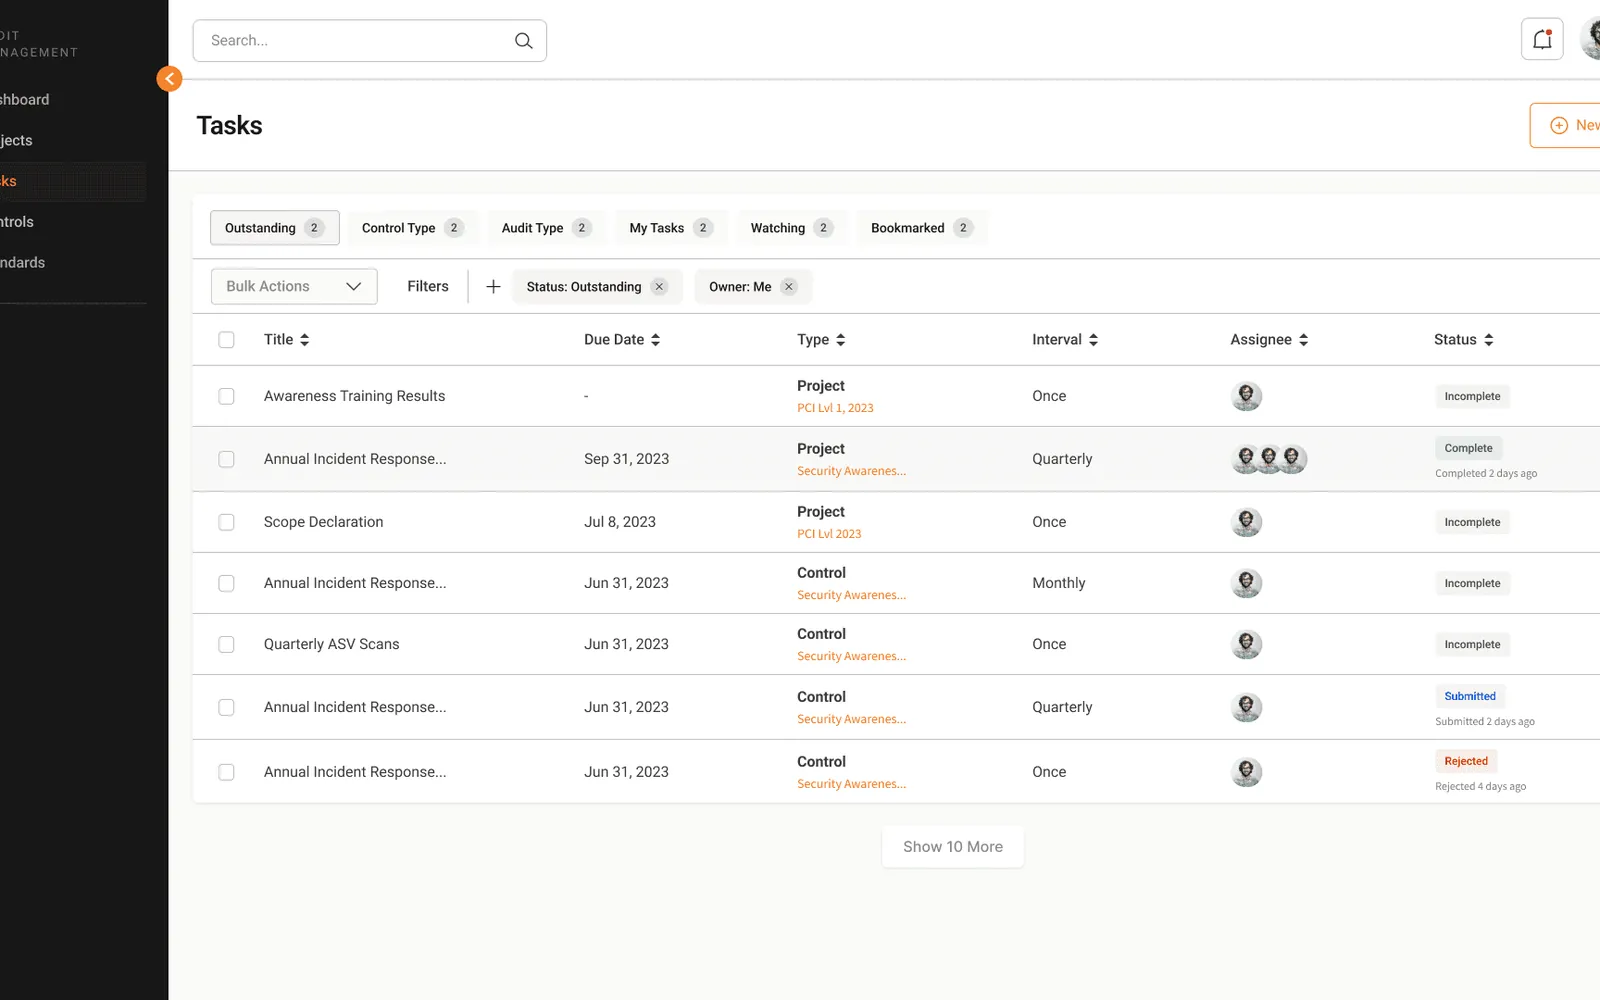 DIT
NAGEMENT
shboard
jects
ks
ntrols
ndards
Search...
Tasks
New
Outstanding 2 Control Type 2 Audit Type 2 My Tasks 2 Watching 2 Bookmarked 2
Bulk Actions Filters Status: Outstanding Owner: Me
Title Due Date Type Interval Assignee Status
Awareness Training Results - Project Once Incomplete
PCI Lvl 1, 2023
Annual Incident Response... Sep 31, 2023 Project Quarterly Complete
Security Awarenes... Completed 2 days ago
Scope Declaration Jul 8, 2023 Project Once Incomplete
PCI Lvl 2023
Annual Incident Response... Jun 31, 2023 Control Monthly Incomplete
Security Awarenes...
Quarterly ASV Scans Jun 31, 2023 Control Once Incomplete
Security Awarenes...
Annual Incident Response... Jun 31, 2023 Control Quarterly Submitted
Security Awarenes... Submitted 2 days ago
Annual Incident Response... Jun 31, 2023 Control Once Rejected
Security Awarenes... Rejected 4 days ago
Show 10 More